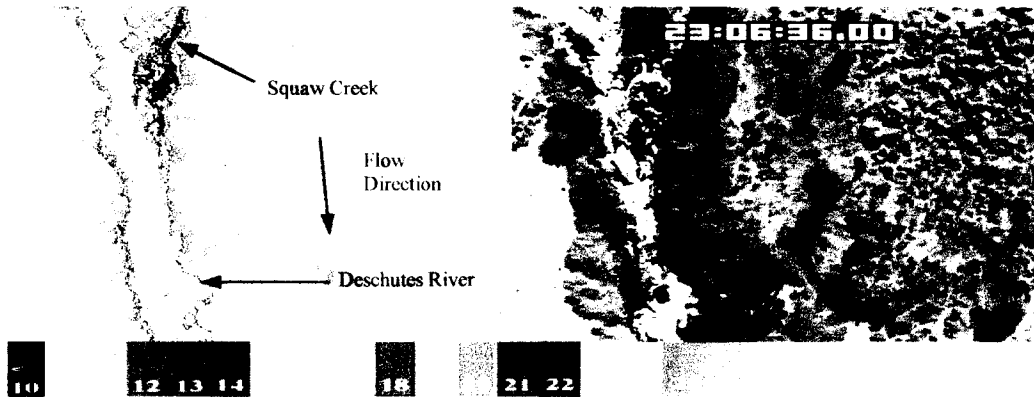 23:06:36.00
Squaw Creek
Flow
Direction
Deschutes River
10 12 13 14 18 21 22